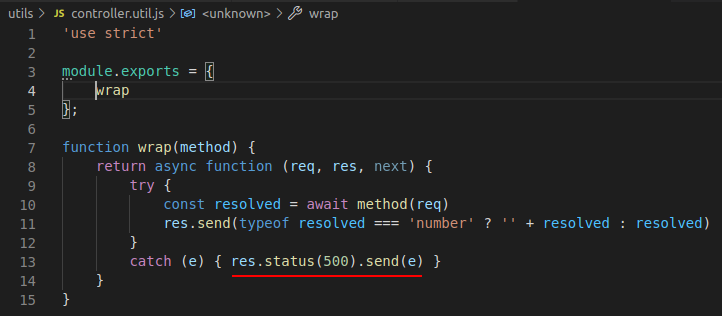 utils > JS controller.util.js > <unknown> > wrap
1 'use strict'
2
3 module.exports = {
4     wrap
5 };
6
7 function wrap(method) {
8     return async function (req, res, next) {
9         try {
10             const resolved = await method(req)
11             res.send(typeof resolved === 'number' ? '' + resolved : resolved)
12         }
13         catch (e) { res.status(500).send(e) }
14     }
15 }